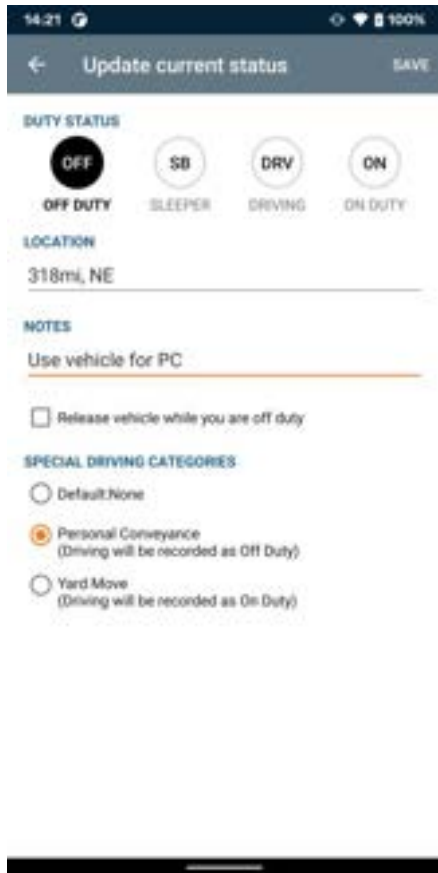 14:21 100%
Update current status SAVE
DUTY STATUS
OFF SB DRV ON
OFF DUTY SLEEPER DRIVING ON DUTY
LOCATION
318mi, NE
NOTES
Use vehicle for PC
Release vehicle while you are off duty
SPECIAL DRIVING CATEGORIES
Default:None
Personal Conveyance
(Driving will be recorded as Off Duty)
Yard Move
(Driving will be recorded as On Duty)